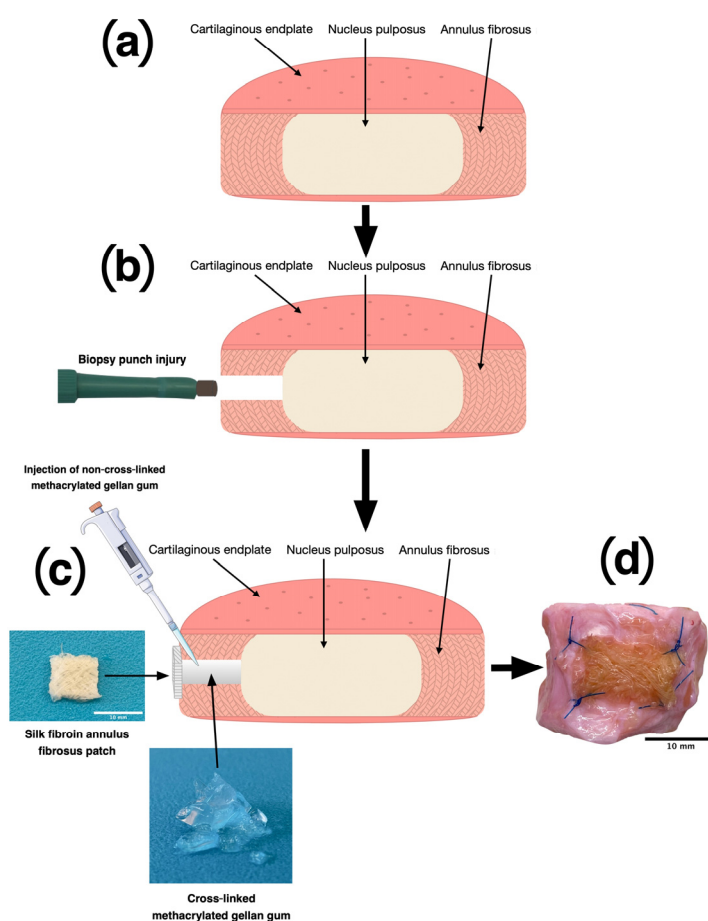 (a)
Cartilaginous endplate Nucleus pulposus Annulus fibrosus
(b)
Cartilaginous endplate Nucleus pulposus Annulus fibrosus
Biopsy punch injury
Injection of non-cross-linked
methacrylated gellan gum
(c)
Cartilaginous endplate Nucleus pulposus Annulus fibrosus
(d)
10 mm
Silk fibroin annulus
fibrosus patch
10 mm
Cross-linked
methacrylated gellan gum